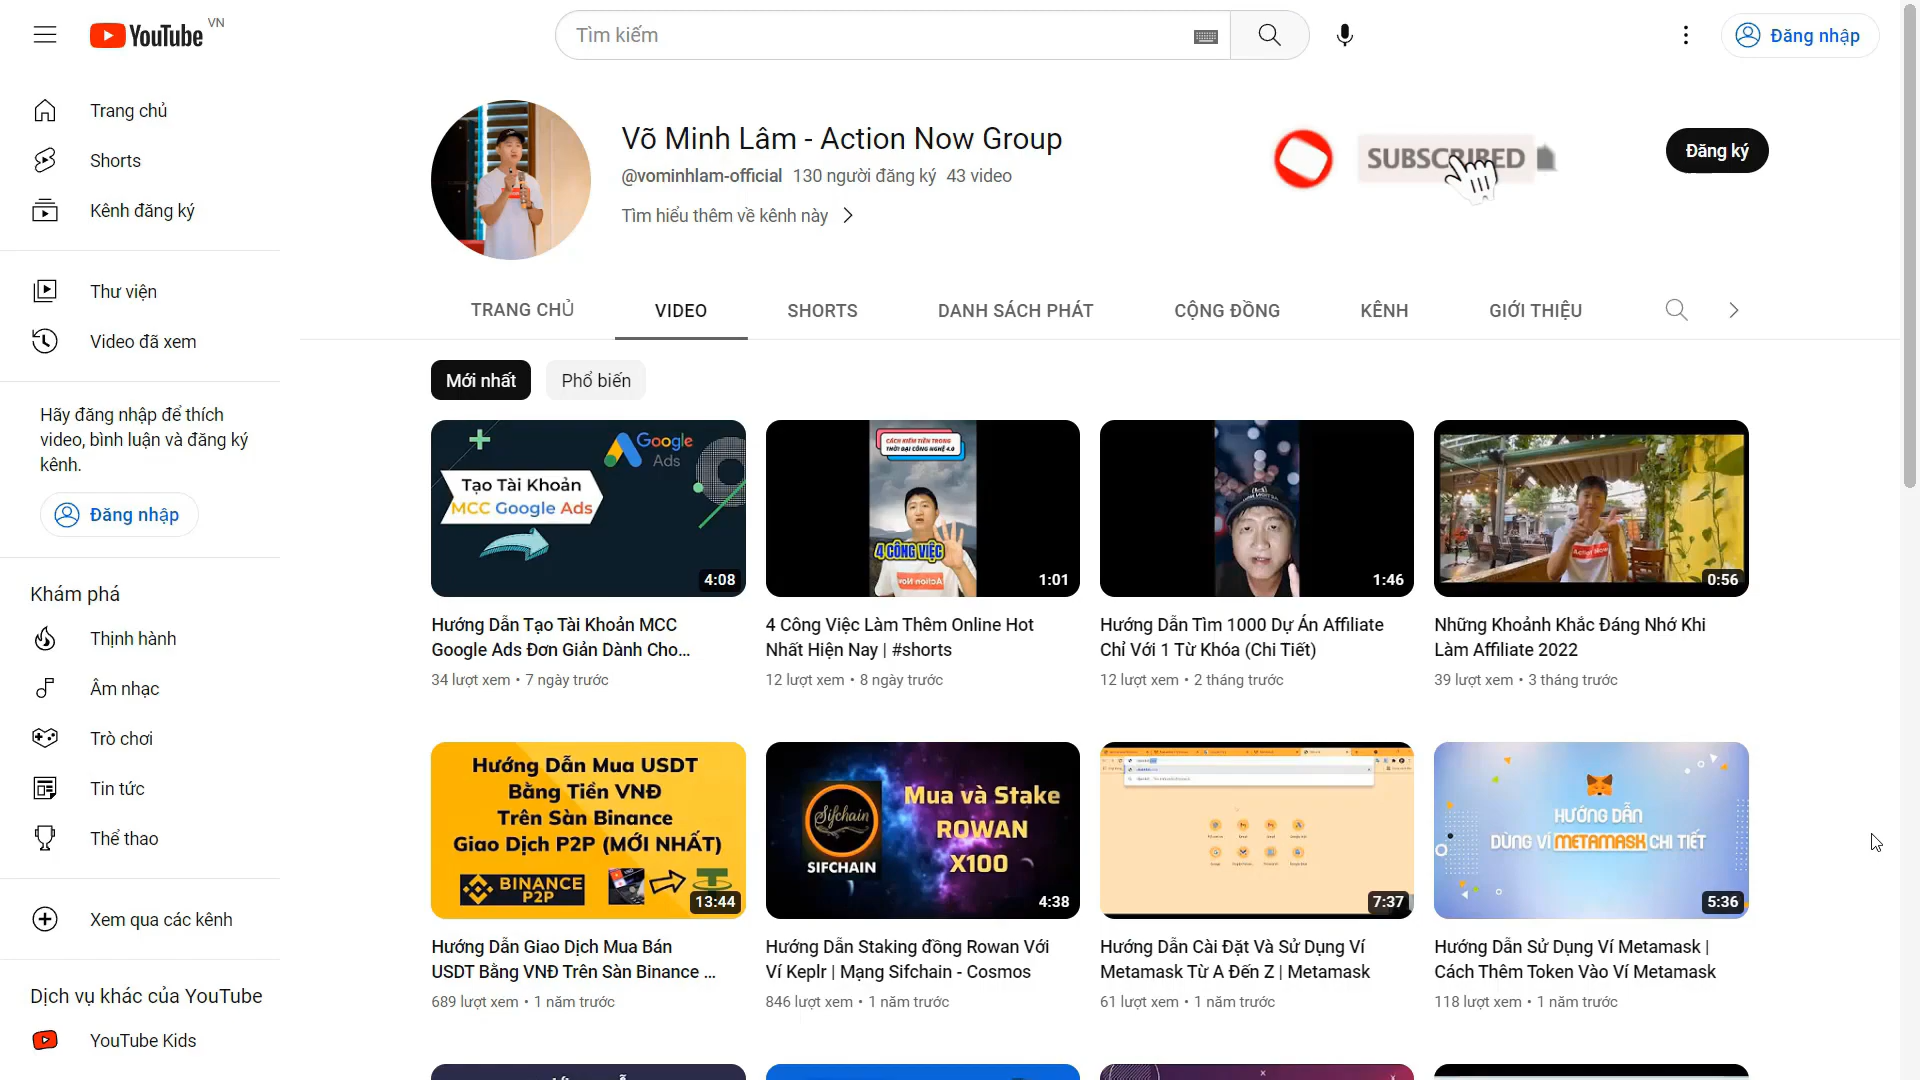 YouTube VN
Tìm kiếm
Đăng nhập
Trang chủ
Shorts
Kênh đăng ký
Thư viện
Video đã xem
Hãy đăng nhập để thích
video, bình luận và đăng ký
kênh.
Đăng nhập
Khám phá
Thịnh hành
Âm nhạc
Trò chơi
Tin tức
Thể thao
Xem qua các kênh
Dịch vụ khác của YouTube
YouTube Kids
Võ Minh Lâm - Action Now Group
@vominhlam-official 130 người đăng ký 43 video
Tìm hiểu thêm về kênh này
SUBSCRIBED
Đăng ký
TRANG CHỦ
VIDEO
SHORTS
DANH SÁCH PHÁT
CỘNG ĐỒNG
KÊNH
GIỚI THIỆU
Mới nhất
Phổ biến
Google
Ads
Tạo Tài Khoản
MCC Google Ads
4:08
Hướng Dẫn Tạo Tài Khoản MCC
Google Ads Đơn Giản Dành Cho...
34 lượt xem • 7 ngày trước
CÁCH KIẾM TIỀN TRONG
THỜI ĐẠI CÔNG NGHỆ 4.0
4 CÔNG VIỆC
1:01
4 Công Việc Làm Thêm Online Hot
Nhất Hiện Nay | #shorts
12 lượt xem • 8 ngày trước
1:46
Hướng Dẫn Tìm 1000 Dự Án Affiliate
Chỉ Với 1 Từ Khóa (Chi Tiết)
12 lượt xem • 2 tháng trước
Action Now
0:56
Những Khoảnh Khắc Đáng Nhớ Khi
Làm Affiliate 2022
39 lượt xem • 3 tháng trước
Hướng Dẫn Mua USDT
Bằng Tiền VNĐ
Trên Sàn Binance
Giao Dịch P2P (MỚI NHẤT)
BINANCE
P2P
13:44
Hướng Dẫn Giao Dịch Mua Bán
USDT Bằng VNĐ Trên Sàn Binance ...
689 lượt xem • 1 năm trước
Sifchain
SIFCHAIN
Mua và Stake
ROWAN
X100
4:38
Hướng Dẫn Staking đồng Rowan Với
Ví Keplr | Mạng Sifchain - Cosmos
846 lượt xem • 1 năm trước
7:37
Hướng Dẫn Cài Đặt Và Sử Dụng Ví
Metamask Từ A Đến Z | Metamask
61 lượt xem • 1 năm trước
HƯỚNG DẪN
DÙNG VÍ METAMASK CHI TIẾT
5:36
Hướng Dẫn Sử Dụng Ví Metamask |
Cách Thêm Token Vào Ví Metamask
118 lượt xem • 1 năm trước